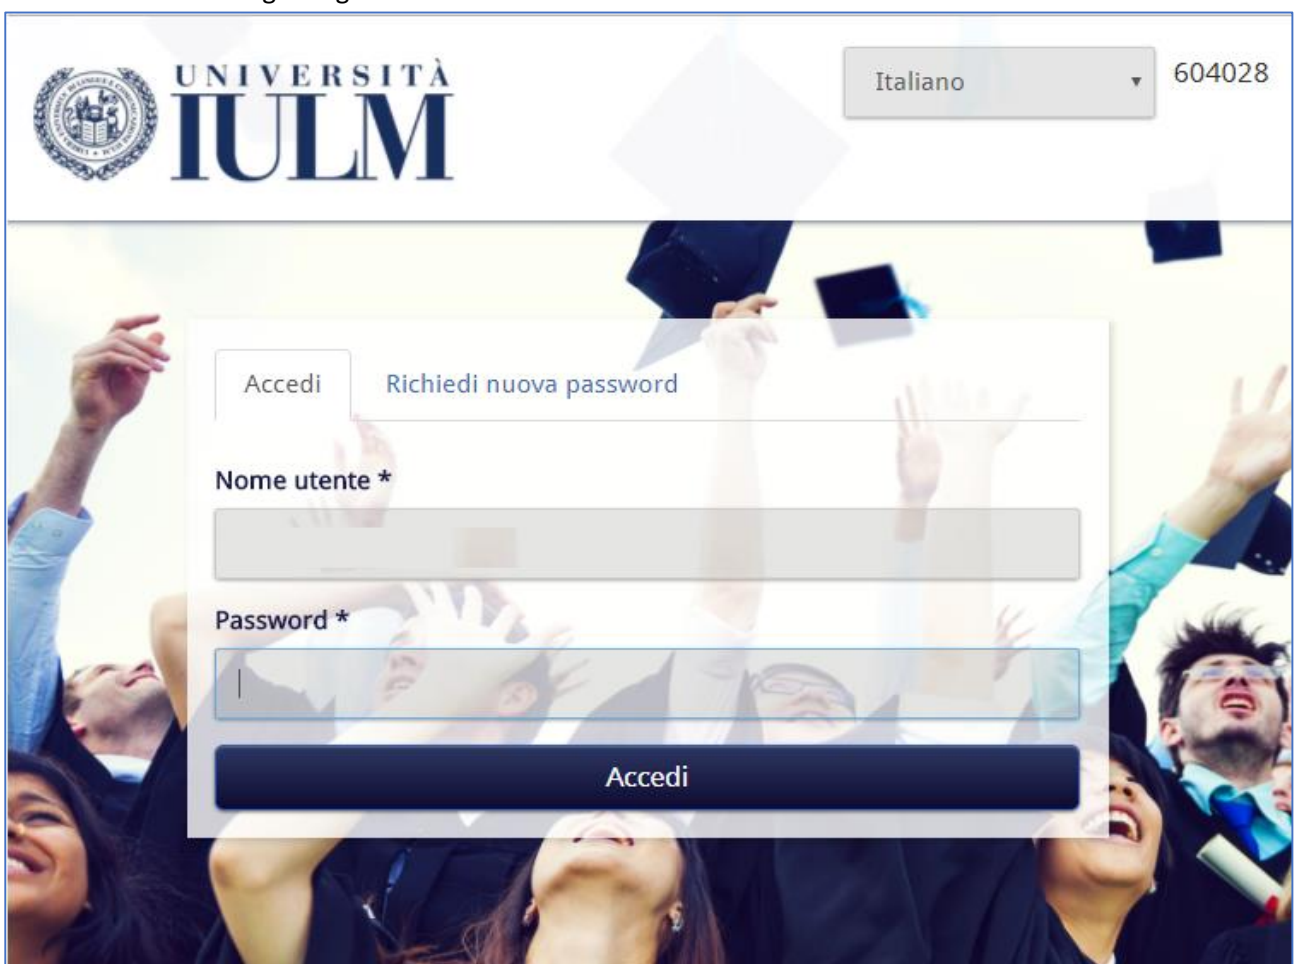 UNIVERSITÀ
IULM
Italiano
604028
Accedi
Richiedi nuova password
Nome utente *
Password *
Accedi